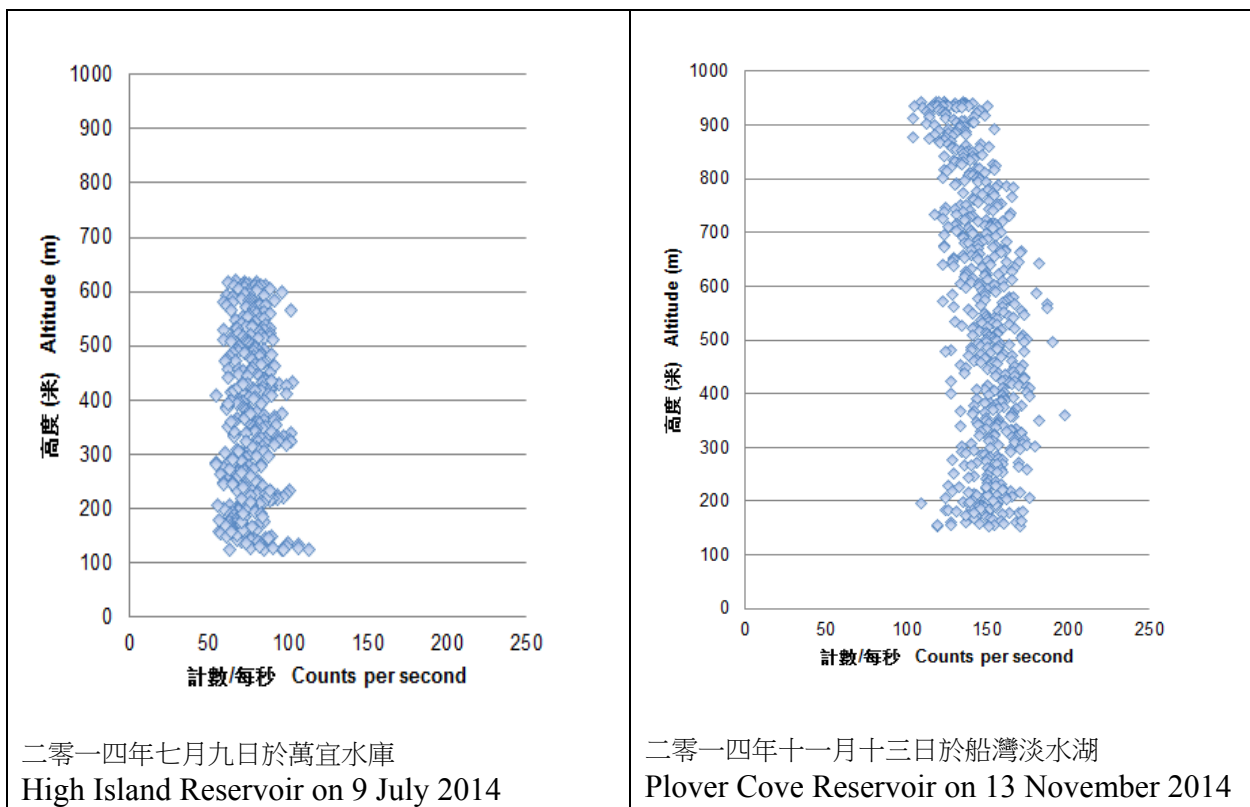 1000
900
800
700
600
500
400
300
200
100
0
高度 (米) Altitude (m)
0 50 100 150 200 250
計數/每秒 Counts per second
二零一四年七月九日於萬宜水庫
High Island Reservoir on 9 July 2014
1000
900
800
700
600
500
400
300
200
100
0
高度 (米) Altitude (m)
0 50 100 150 200 250
計數/每秒 Counts per second
二零一四年十一月十三日於船灣淡水湖
Plover Cove Reservoir on 13 November 2014